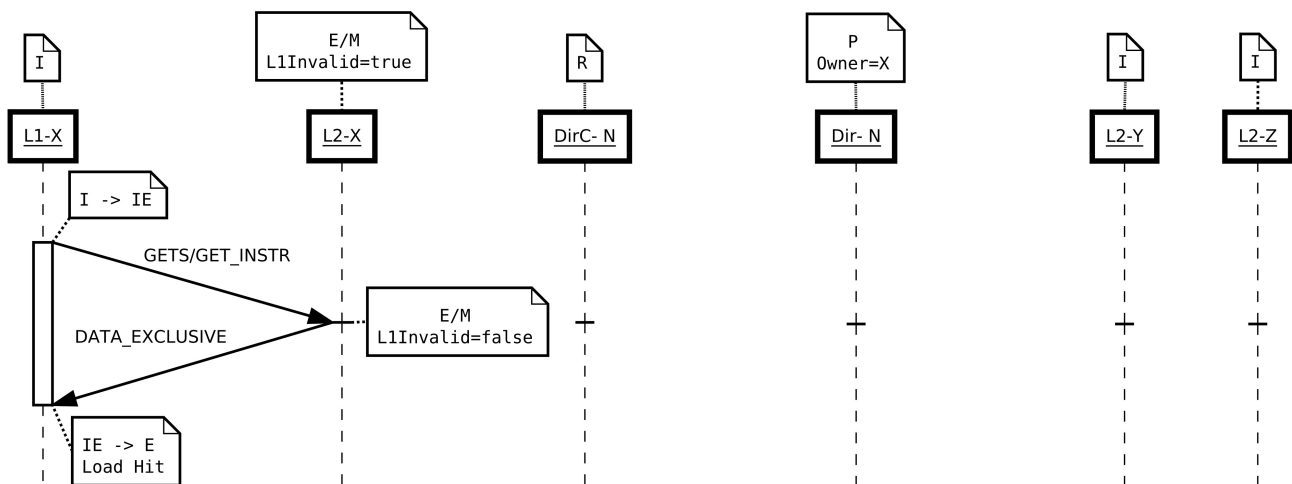 I
E/M
L1Invalid=true
R
P
Owner=X
I
I
L1-X
L2-X
DirC- N
Dir- N
L2-Y
L2-Z
I -> IE
GETS/GET_INSTR
E/M
L1Invalid=false
DATA_EXCLUSIVE
IE -> E
Load Hit